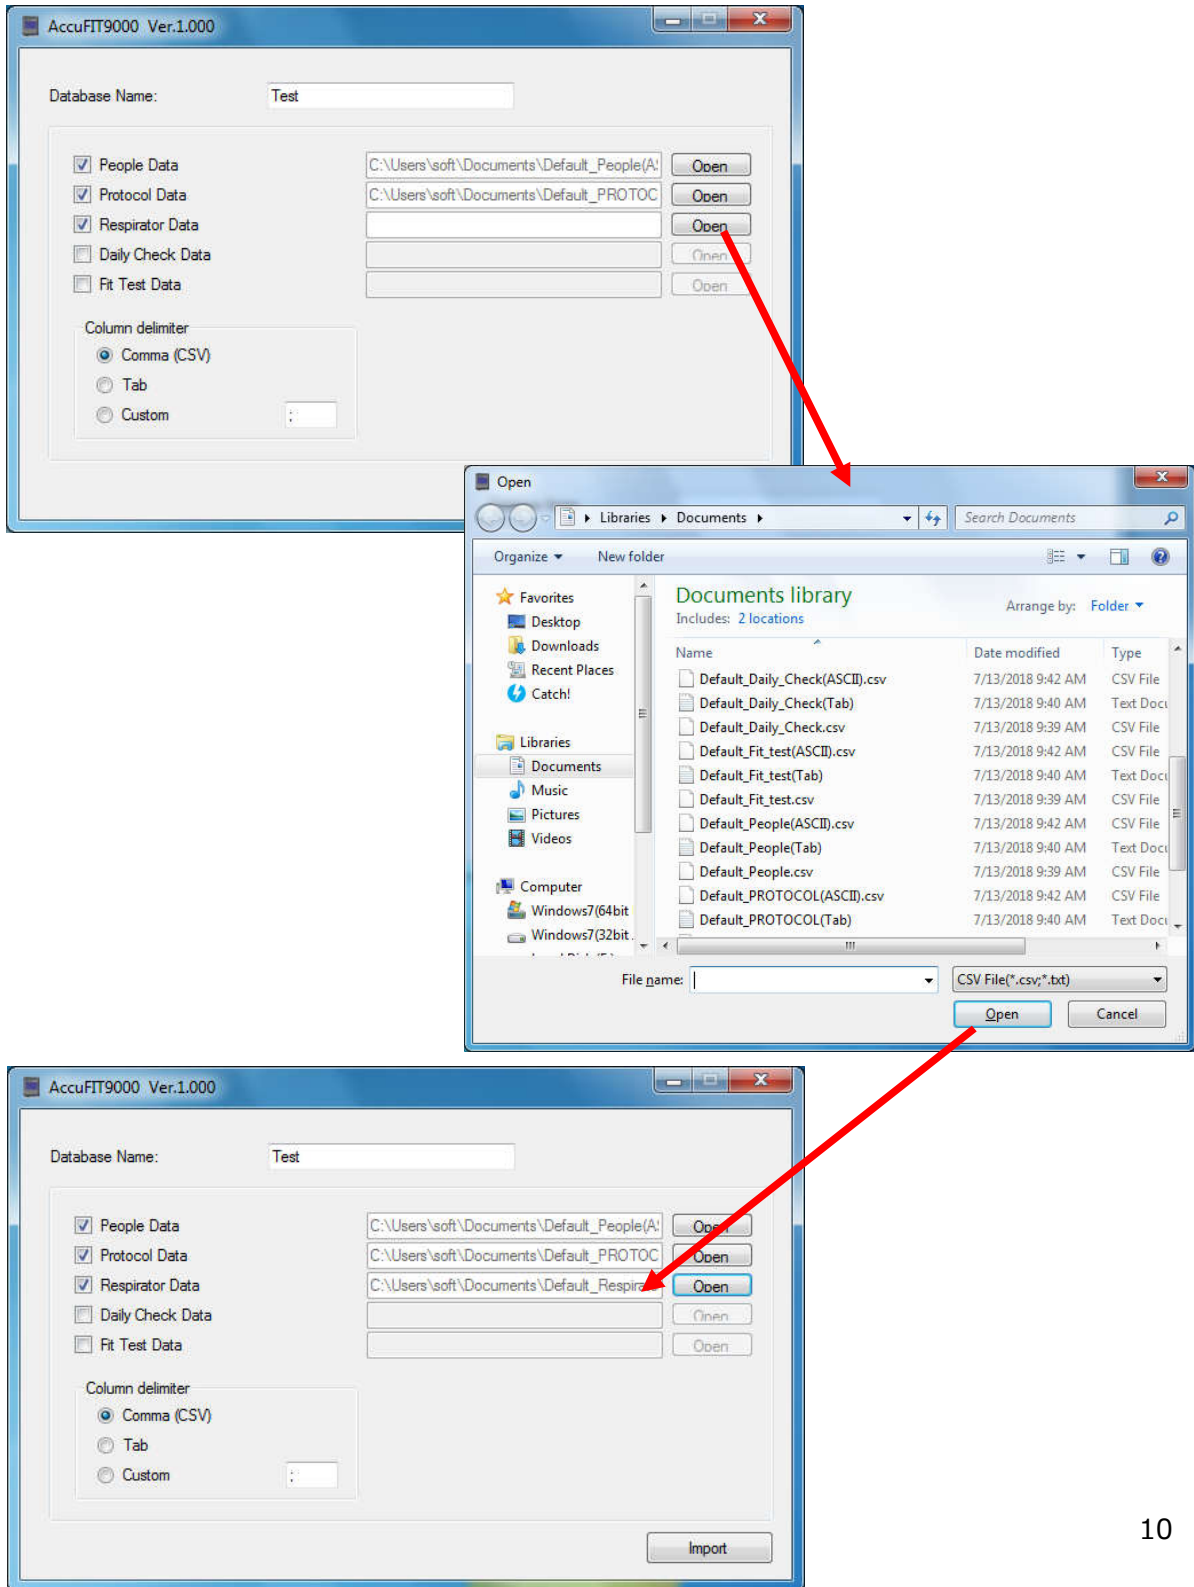 AccuFIT9000 Ver.1.000
Database Name: Test
People Data C:\Users\soft\Documents\Default_People(A Open
Protocol Data C:\Users\soft\Documents\Default_PROTOC Open
Respirator Data Open
Daily Check Data Open
Fit Test Data Open
Column delimiter
Comma (CSV)
Tab
Custom ;
Open
Libraries Documents Search Documents
Organize New folder
Favorites
Desktop
Downloads
Recent Places
Catch!
Libraries
Documents
Music
Pictures
Videos
Computer
Windows7(64bit
Windows7(32bit
Documents library
Includes: 2 locations
Arrange by: Folder
Name Date modified Type
Default_Daily_Check(ASCII).csv 7/13/2018 9:42 AM CSV File
Default_Daily_Check(Tab) 7/13/2018 9:40 AM Text Docu
Default_Daily_Check.csv 7/13/2018 9:39 AM CSV File
Default_Fit_test(ASCII).csv 7/13/2018 9:42 AM CSV File
Default_Fit_test(Tab) 7/13/2018 9:40 AM Text Docu
Default_Fit_test.csv 7/13/2018 9:39 AM CSV File
Default_People(ASCII).csv 7/13/2018 9:42 AM CSV File
Default_People(Tab) 7/13/2018 9:40 AM Text Docu
Default_People.csv 7/13/2018 9:39 AM CSV File
Default_PROTOCOL(ASCII).csv 7/13/2018 9:42 AM CSV File
Default_PROTOCOL(Tab) 7/13/2018 9:40 AM Text Docu
File name: CSV File(*.csv;*.txt)
Open Cancel
AccuFIT9000 Ver.1.000
Database Name: Test
People Data C:\Users\soft\Documents\Default_People(A Open
Protocol Data C:\Users\soft\Documents\Default_PROTOC Open
Respirator Data C:\Users\soft\Documents\Default_Respirato Open
Daily Check Data Open
Fit Test Data Open
Column delimiter
Comma (CSV)
Tab
Custom ;
Import
10